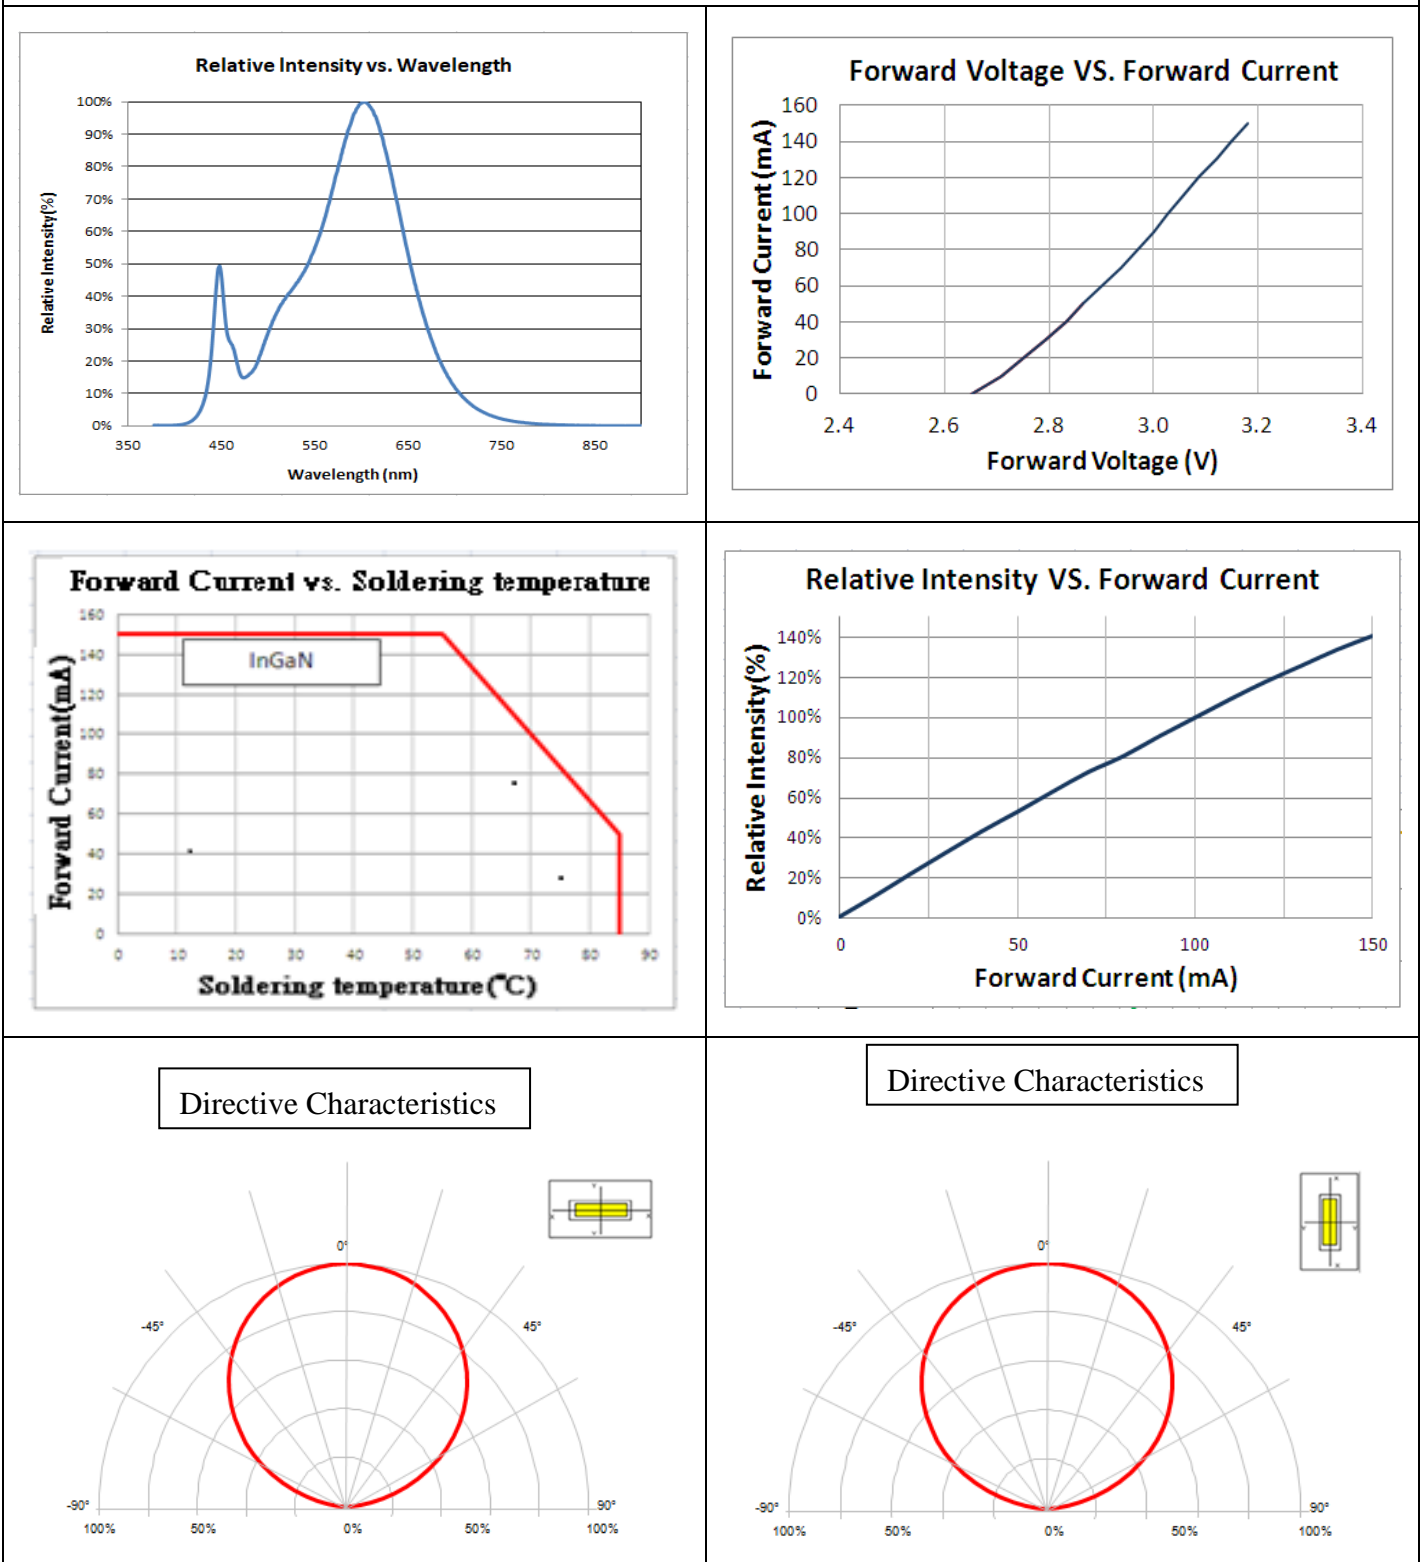 Relative Intensity vs. Wavelength
100%
90%
80%
70%
60%
50%
40%
30%
20%
10%
0%
Relative Intensity(%)
350 450 550 650 750 850
Wavelength (nm)
Forward Voltage VS. Forward Current
160
140
120
100
80
60
40
20
0
Forward Current (mA)
2.4 2.6 2.8 3.0 3.2 3.4
Forward Voltage (V)
Forward Current vs. Soldering temperature
160
140
120
100
80
60
40
20
0
InGaN
Forward Current(mA)
0 10 20 30 40 50 60 70 80 90
Soldering temperature(°C)
Relative Intensity VS. Forward Current
140%
120%
100%
80%
60%
40%
20%
0%
Relative Intensity(%)
0 50 100 150
Forward Current (mA)
Directive Characteristics
Y
X X
Y
0°
-45° 45°
-90° 90°
100% 50% 0% 50% 100%
Directive Characteristics
X
Y Y
X
0°
-45° 45°
-90° 90°
100% 50% 0% 50% 100%